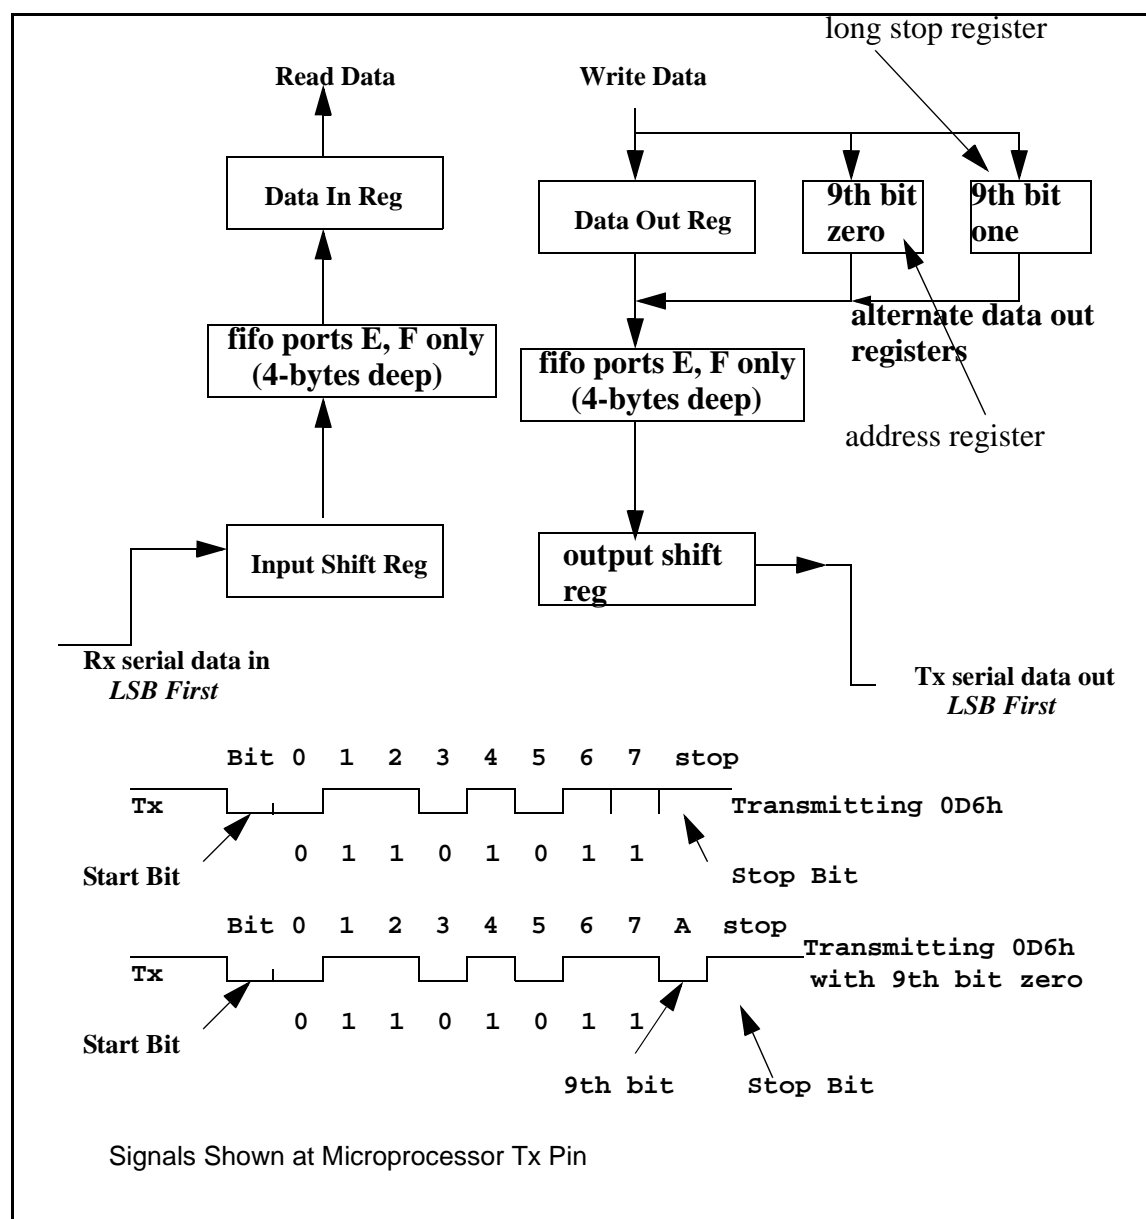 long stop register
Read Data
Write Data
Data In Reg
Data Out Reg
9th bit
zero
9th bit
one
alternate data out
registers
fifo ports E, F only
(4-bytes deep)
fifo ports E, F only
(4-bytes deep)
address register
Input Shift Reg
output shift
reg
Rx serial data in
LSB First
Tx serial data out
LSB First
Bit 0 1 2 3 4 5 6 7 stop
Tx
Transmitting 0D6h
0 1 1 0 1 0 1 1
Start Bit
Stop Bit
Bit 0 1 2 3 4 5 6 7 A stop
Tx
Transmitting 0D6h
with 9th bit zero
0 1 1 0 1 0 1 1
Start Bit
9th bit
Stop Bit
Signals Shown at Microprocessor Tx Pin